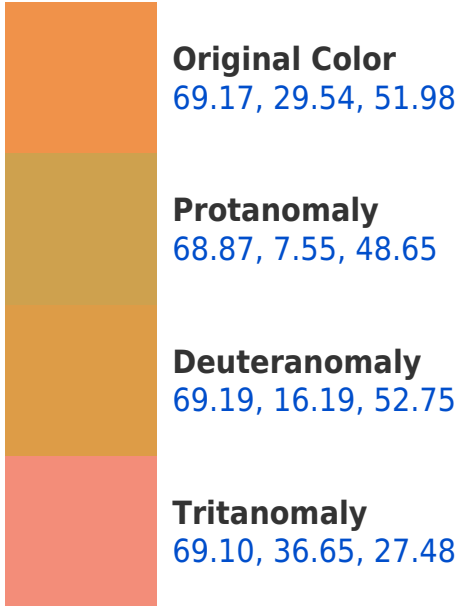 Original Color
69.17, 29.54, 51.98
Protanomaly
68.87, 7.55, 48.65
Deuteranomaly
69.19, 16.19, 52.75
Tritanomaly
69.10, 36.65, 27.48